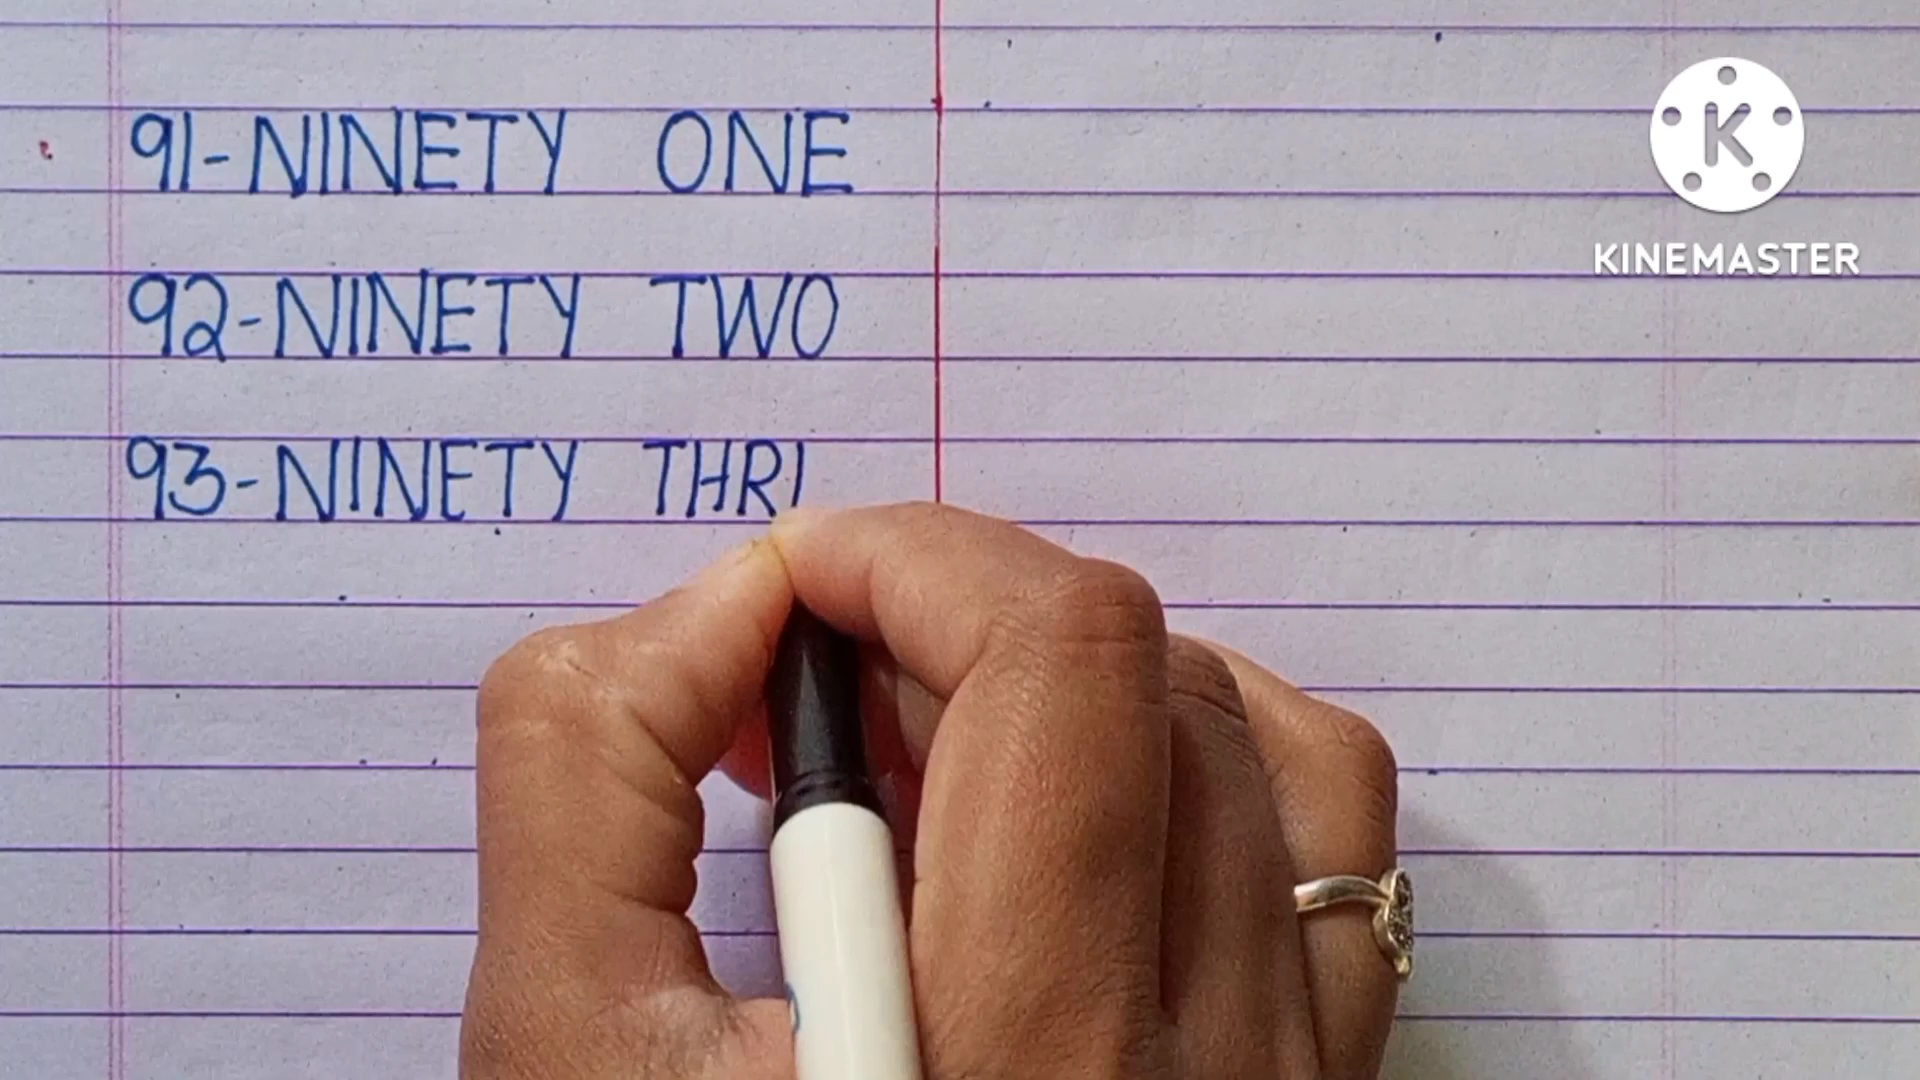 91-NINETY ONE
92-NINETY TWO
93-NINETY THRI
KINEMASTER